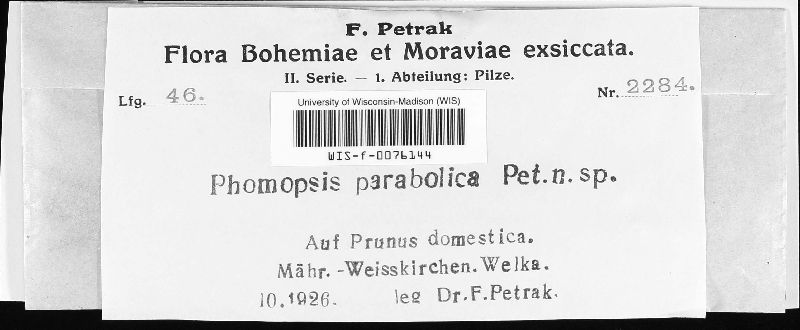 F. Petrak
Flora Bohemiae et Moraviae exsiccata.
II. Serie. — 1. Abteilung: Pilze.
Lfg. 46.
Nr. 2284.
University of Wisconsin-Madison (WIS)
WIS-f-0076144
Phomopsis parabolica Pet.n.sp.
Auf Prunus domestica.
Mähr.-Weisskirchen.Welka.
10.1926. leg Dr.F.Petrak.